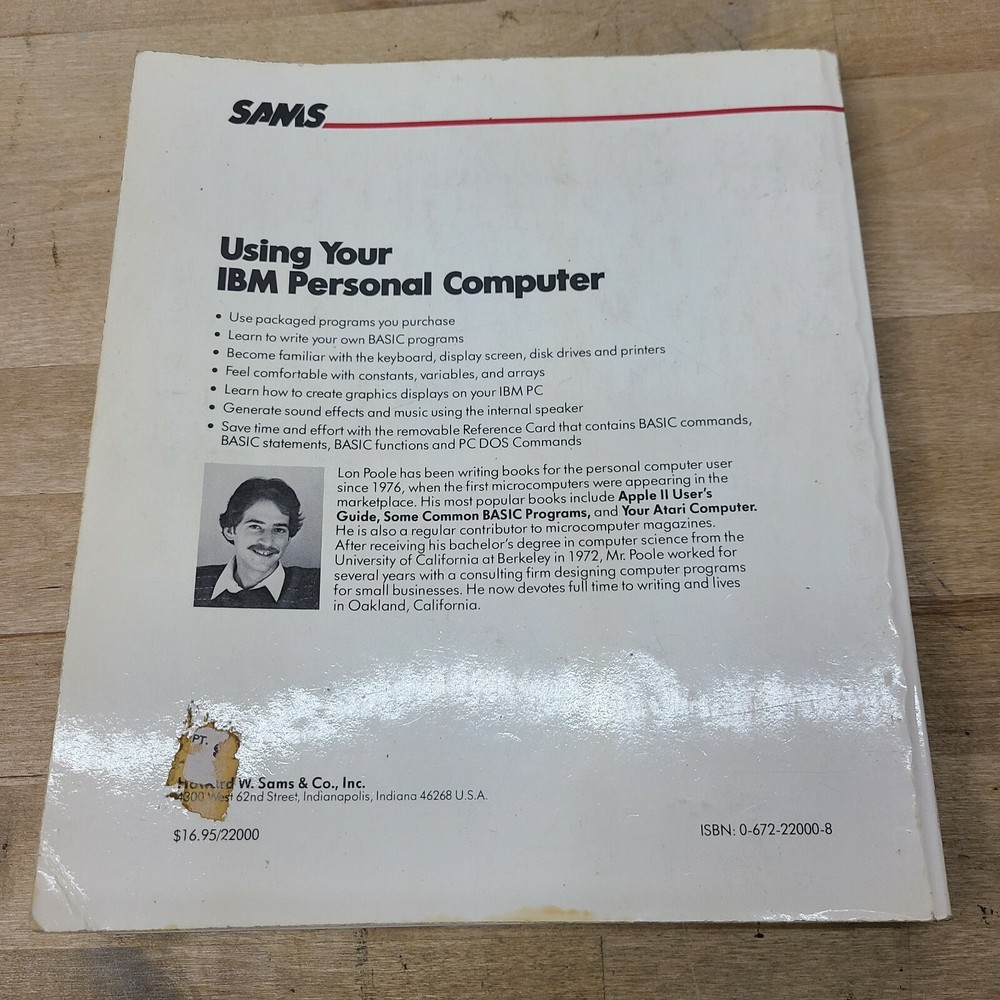 SAMS
Using Your
IBM Personal Computer
• Use packaged programs you purchase
• Learn to write your own BASIC programs
• Become familiar with the keyboard, display screen, disk drives and printers
• Feel comfortable with constants, variables, and arrays
• Learn how to create graphics displays on your IBM PC
• Generate sound effects and music using the internal speaker
• Save time and effort with the removable Reference Card that contains BASIC commands,
BASIC statements, BASIC functions and PC DOS Commands
Lon Poole has been writing books for the personal computer user
since 1976, when the first microcomputers were appearing in the
marketplace. His most popular books include Apple II User's
Guide, Some Common BASIC Programs, and Your Atari Computer.
He is also a regular contributor to microcomputer magazines.
After receiving his bachelor's degree in computer science from the
University of California at Berkeley in 1972, Mr. Poole worked for
several years with a consulting firm designing computer programs
for small businesses. He now devotes full time to writing and lives
in Oakland, California.
PT.
Howard W. Sams & Co., Inc.
4300 West 62nd Street, Indianapolis, Indiana 46268 U.S.A.
$16.95/22000
ISBN: 0-672-22000-8